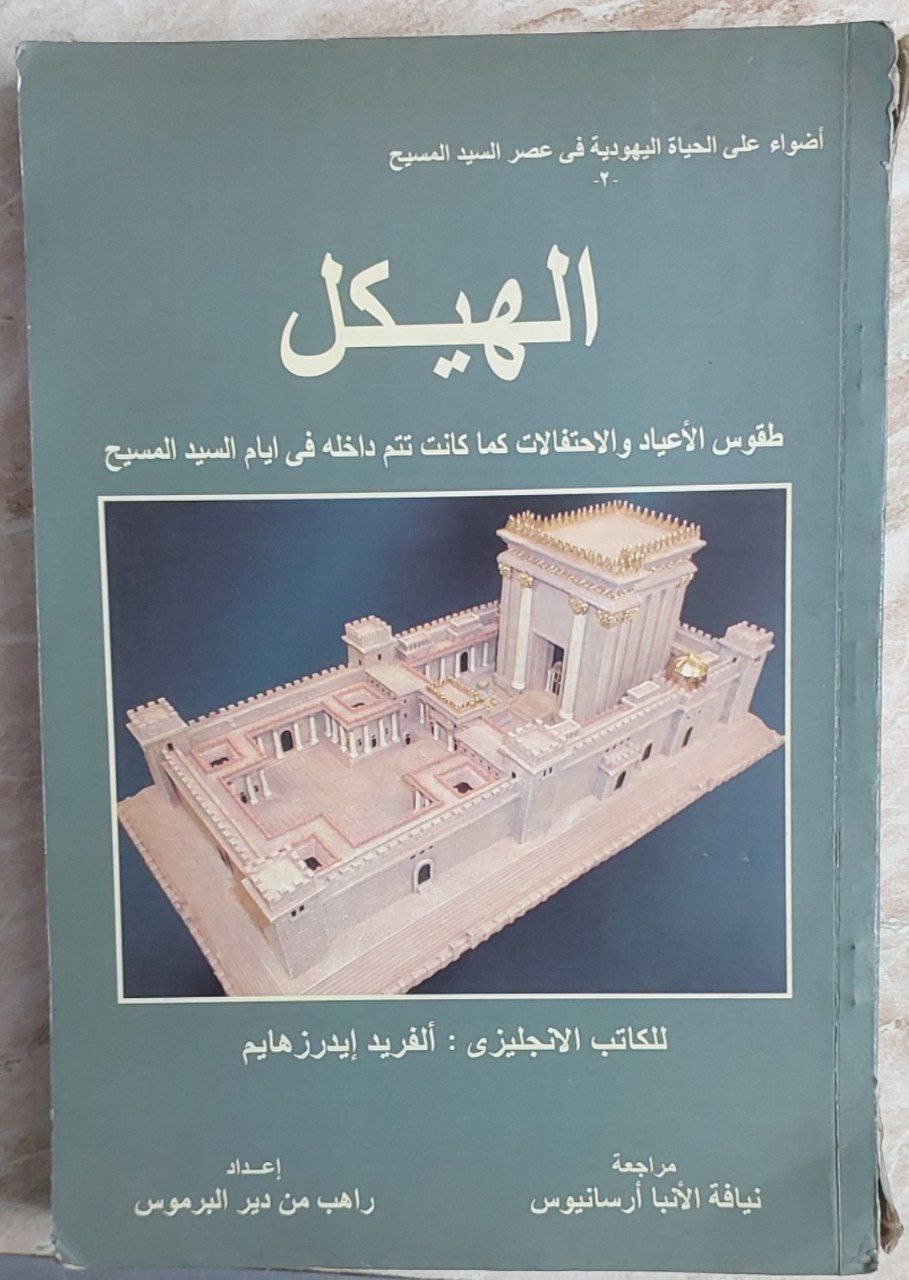 أضواء على الحياة اليهودية فى عصر السيد المسيح
-٢-
الهيكل
طقوس الأعياد والاحتفالات كما كانت تتم داخله فى ايام السيد المسيح
للكاتب الانجليزى : ألفريد إيدرزهايم
مراجعة
نيافة الأنبا أرسانيوس
إعداد
راهب من دير البرموس